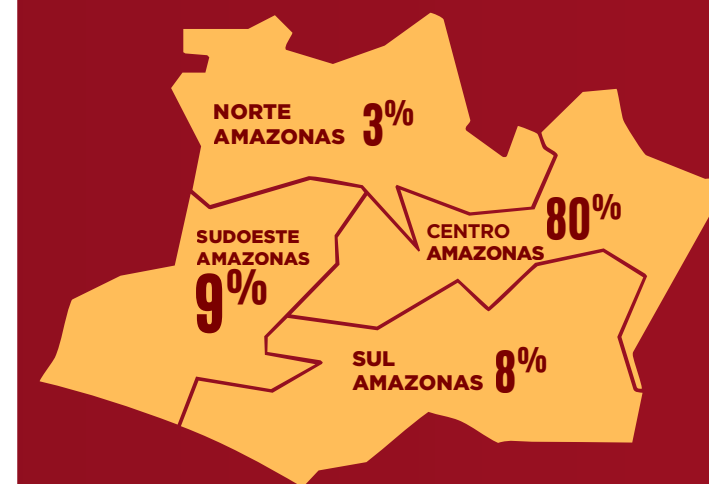 NORTE
AMAZONAS 3%
CENTRO
AMAZONAS 80%
SUDOESTE
AMAZONAS
9%
SUL
AMAZONAS 8%